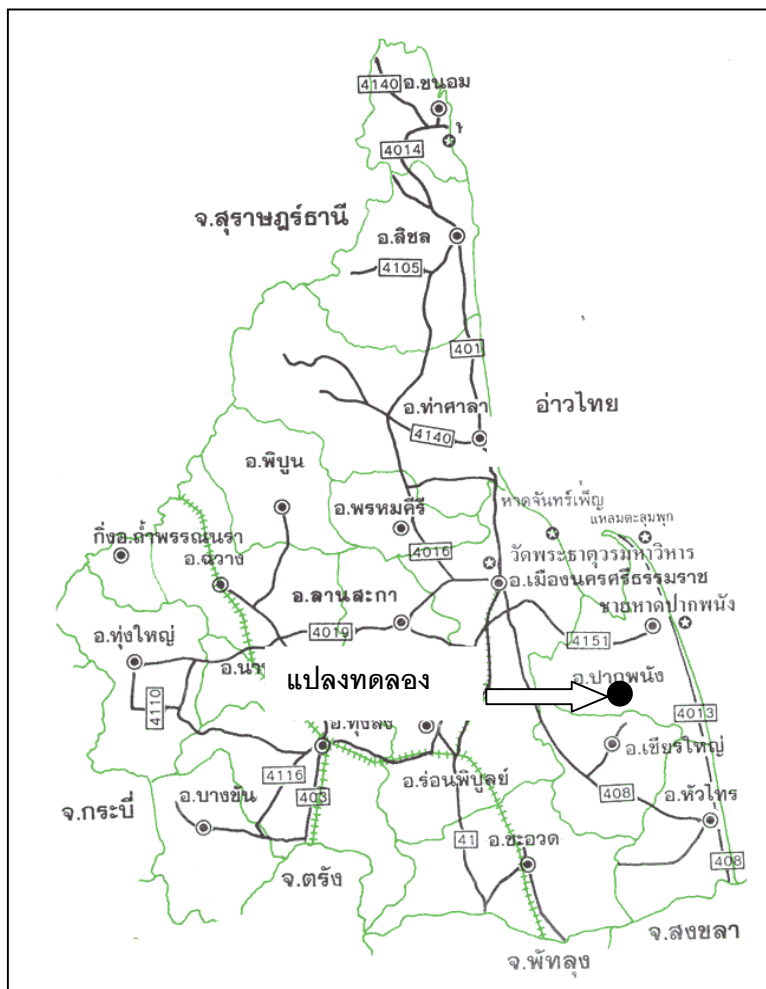 4140 อ.ขนอม
4014
จ.สุราษฎร์ธานี
อ.สิชล
4105
401
อ.ท่าศาลา
อ่าวไทย
4140
อ.พิปูน
หาดจันทร์เพ็ญ
อ.พรหมคีรี
แหลมตะลุมพุก
กิ่งอ.ถ้ำพรรณนรา
4016
วัดพระธาตุวรมหาวิหาร
อ.ฉวาง
อ.เมืองนครศรีธรรมราช
อ.ลานสะกา
ชายหาดปากพนัง
อ.ทุ่งใหญ่
4019
4151
แปลงทดลอง
อ.ปากพนัง
4110
4013
อ.เชียรใหญ่
4116
อ.ร่อนพิบูลย์
อ.บางขัน
403
408
อ.หัวไทร
จ.กระบี่
41
อ.ชะอวด
408
จ.ตรัง
จ.สงขลา
จ.พัทลุง